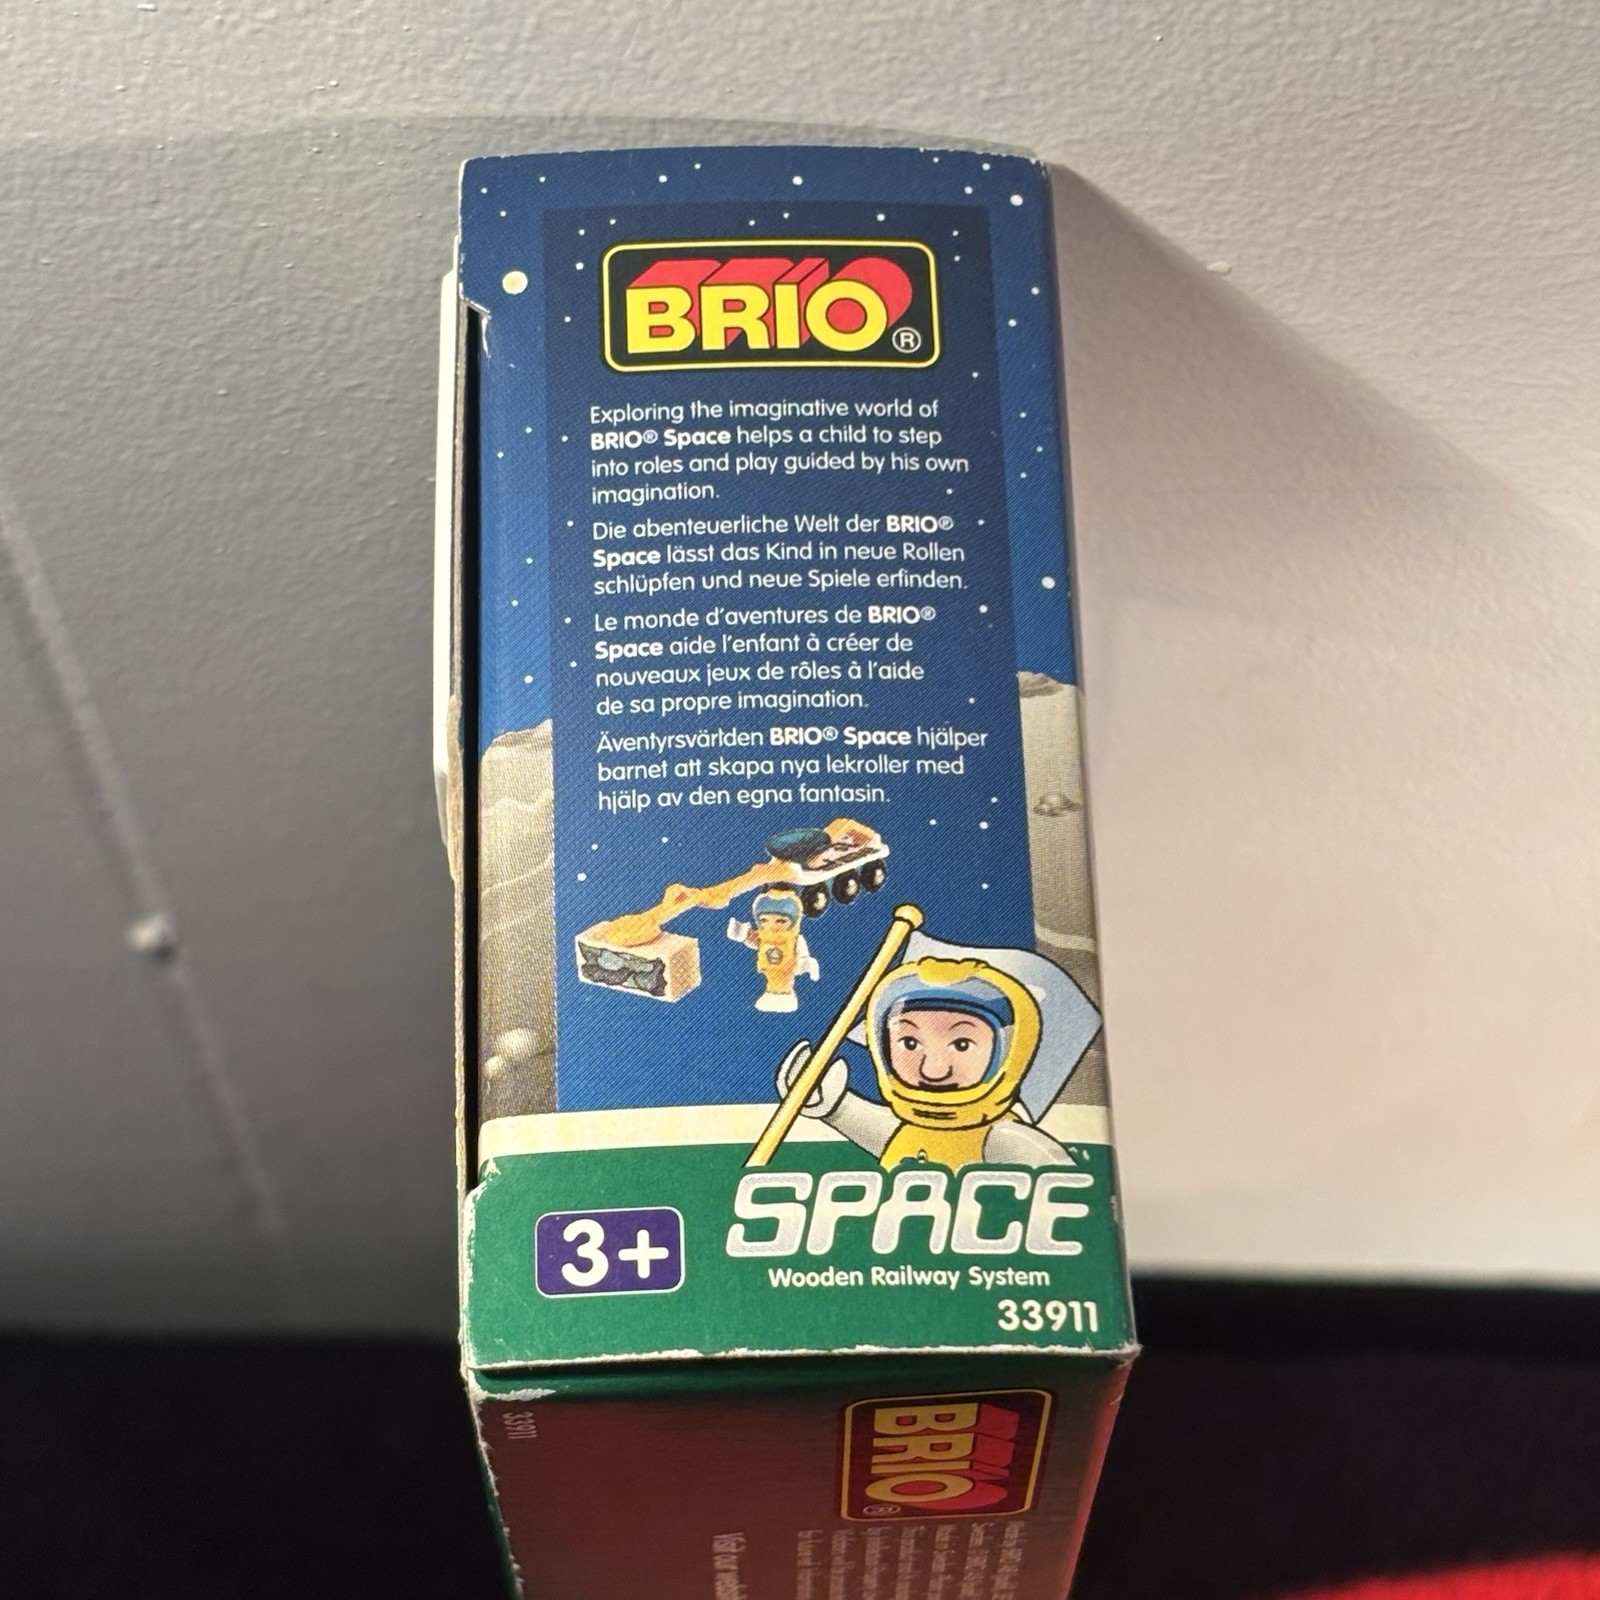 BRIO®
Exploring the imaginative world of
BRIO® Space helps a child to step
into roles and play guided by his own
imagination.
Die abenteuerliche Welt der BRIO®
Space lässt das Kind in neue Rollen
schlüpfen und neue Spiele erfinden.
Le monde d'aventures de BRIO®
Space aide l'enfant à créer de
nouveaux jeux de rôles à l'aide
de sa propre imagination.
Äventyrsvärlden BRIO® Space hjälper
barnet att skapa nya lekroller med
hjälp av den egna fantasin.
SPACE
3+
Wooden Railway System
33911
33911
BRIO®
Visit our